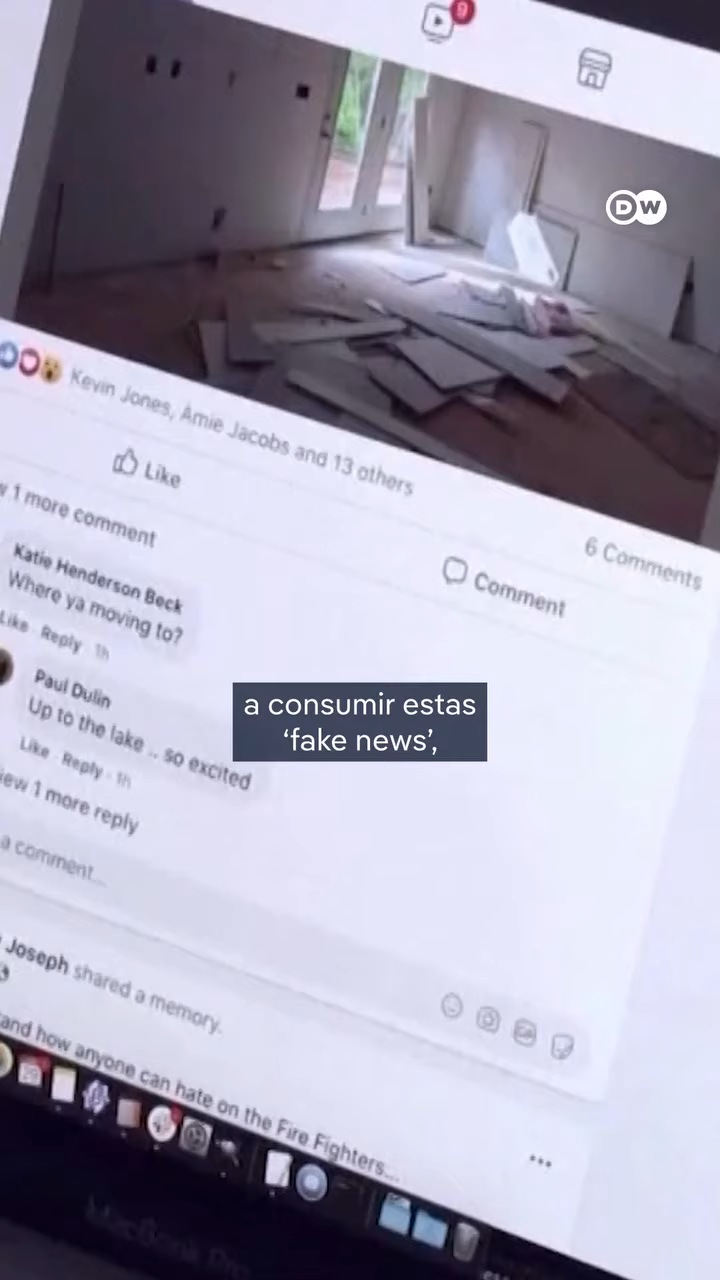 9
DW
Kevin Jones, Amie Jacobs and 13 others
6 Comments
Like
Comment
1 more comment
Katie Henderson Beck
Where ya moving to?
Like Reply 1h
Paul Dulin
Up to the lake .. so excited
Like Reply 1h
a consumir estas
‘fake news’,
view 1 more reply
a comment...
Joseph shared a memory.
and how anyone can hate on the Fire Fighters...
29
MacBook Pro